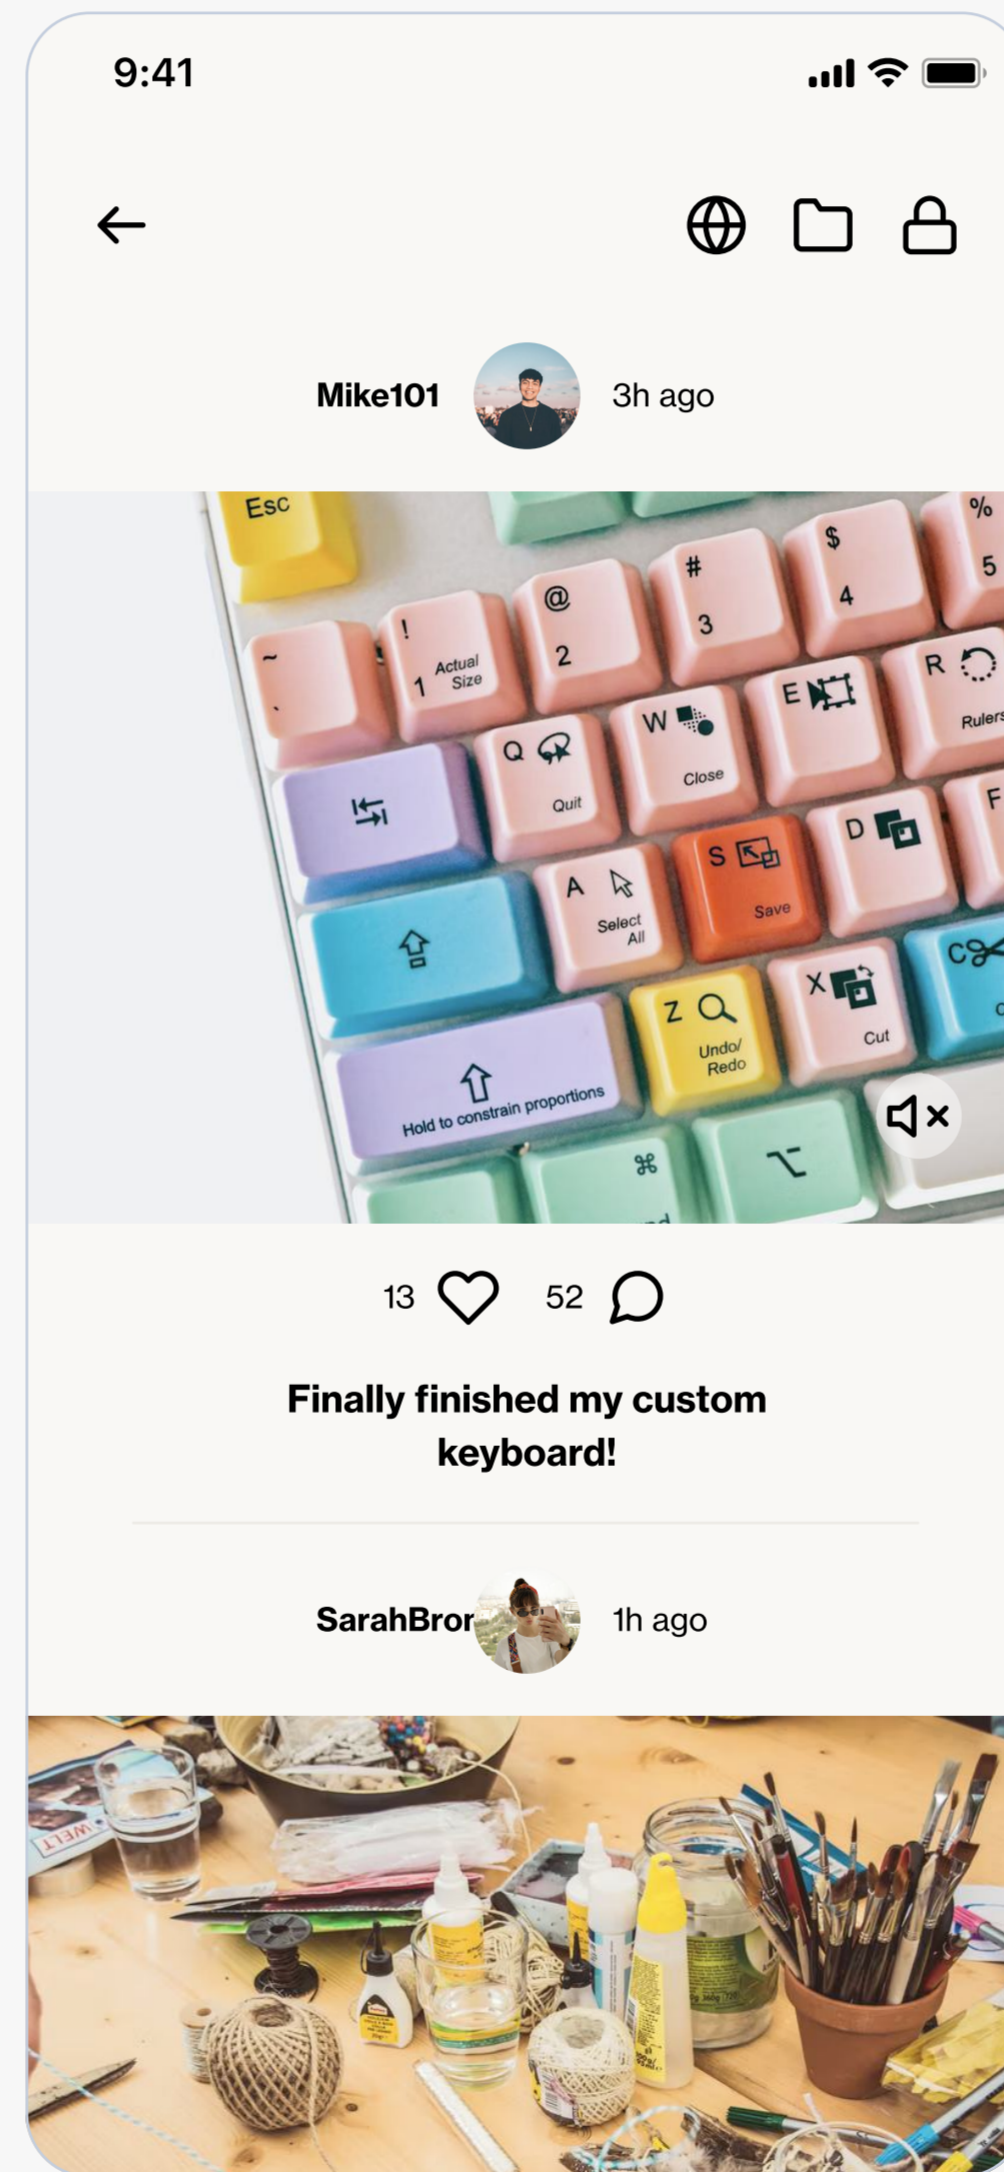 9:41
Mike101 3h ago
Esc
%
5
$
4
#
3
@
2
!
1 Actual
Size
~
R
Rulers
E
W
Close
Q
Quit
F
D
S
Save
A
Select
All
C
X
Cut
Z
Undo/
Redo
Hold to constrain proportions
⌘
⌥
13 52
Finally finished my custom
keyboard!
SarahBro 1h ago
WELT